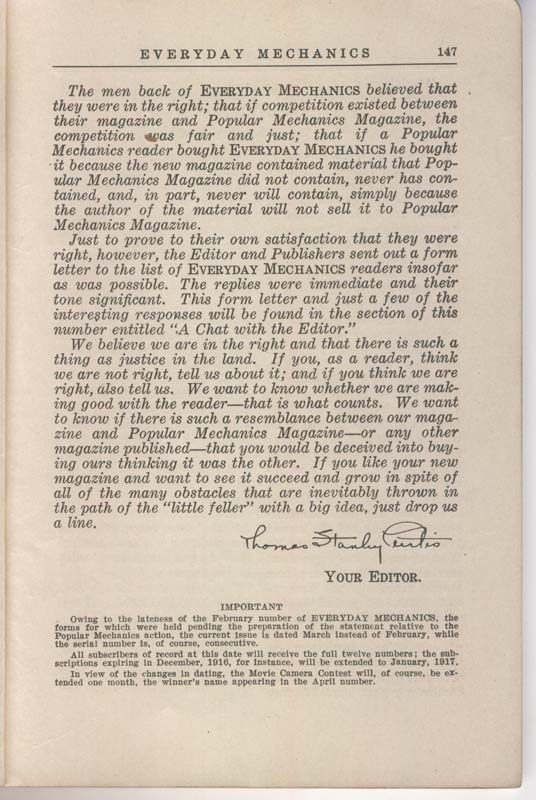 EVERYDAY MECHANICS 147
The men back of EVERYDAY MECHANICS believed that
they were in the right; that if competition existed between
their magazine and Popular Mechanics Magazine, the
competition was fair and just; that if a Popular
Mechanics reader bought EVERYDAY MECHANICS he bought
it because the new magazine contained material that Pop-
ular Mechanics Magazine did not contain, never has con-
tained, and, in part, never will contain, simply because
the author of the material will not sell it to Popular
Mechanics Magazine.
Just to prove to their own satisfaction that they were
right, however, the Editor and Publishers sent out a form
letter to the list of EVERYDAY MECHANICS readers insofar
as was possible. The replies were immediate and their
tone significant. This form letter and just a few of the
interesting responses will be found in the section of this
number entitled "A Chat with the Editor."
We believe we are in the right and that there is such a
thing as justice in the land. If you, as a reader, think
we are not right, tell us about it; and if you think we are
right, also tell us. We want to know whether we are mak-
ing good with the reader—that is what counts. We want
to know if there is such a resemblance between our maga-
zine and Popular Mechanics Magazine—or any other
magazine published—that you would be deceived into buy-
ing ours thinking it was the other. If you like your new
magazine and want to see it succeed and grow in spite of
all of the many obstacles that are inevitably thrown in
the path of the "little feller" with a big idea, just drop us
a line.
Thomas Stanley Curtis
YOUR EDITOR.
IMPORTANT
Owing to the lateness of the February number of EVERYDAY MECHANICS, the
forms for which were held pending the preparation of the statement relative to the
Popular Mechanics action, the current issue is dated March instead of February, while
the serial number is, of course, consecutive.
All subscribers of record at this date will receive the full twelve numbers; the sub-
scriptions expiring in December, 1916, for instance, will be extended to January, 1917.
In view of the changes in dating, the Movie Camera Contest will, of course, be ex-
tended one month, the winner's name appearing in the April number.